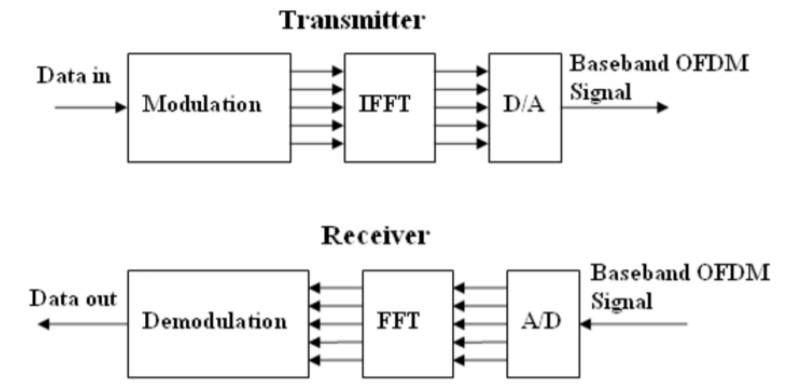 Transmitter
Data in
Modulation
IFFT
D/A
Baseband OFDM
Signal
Receiver
Data out
Demodulation
FFT
A/D
Baseband OFDM
Signal